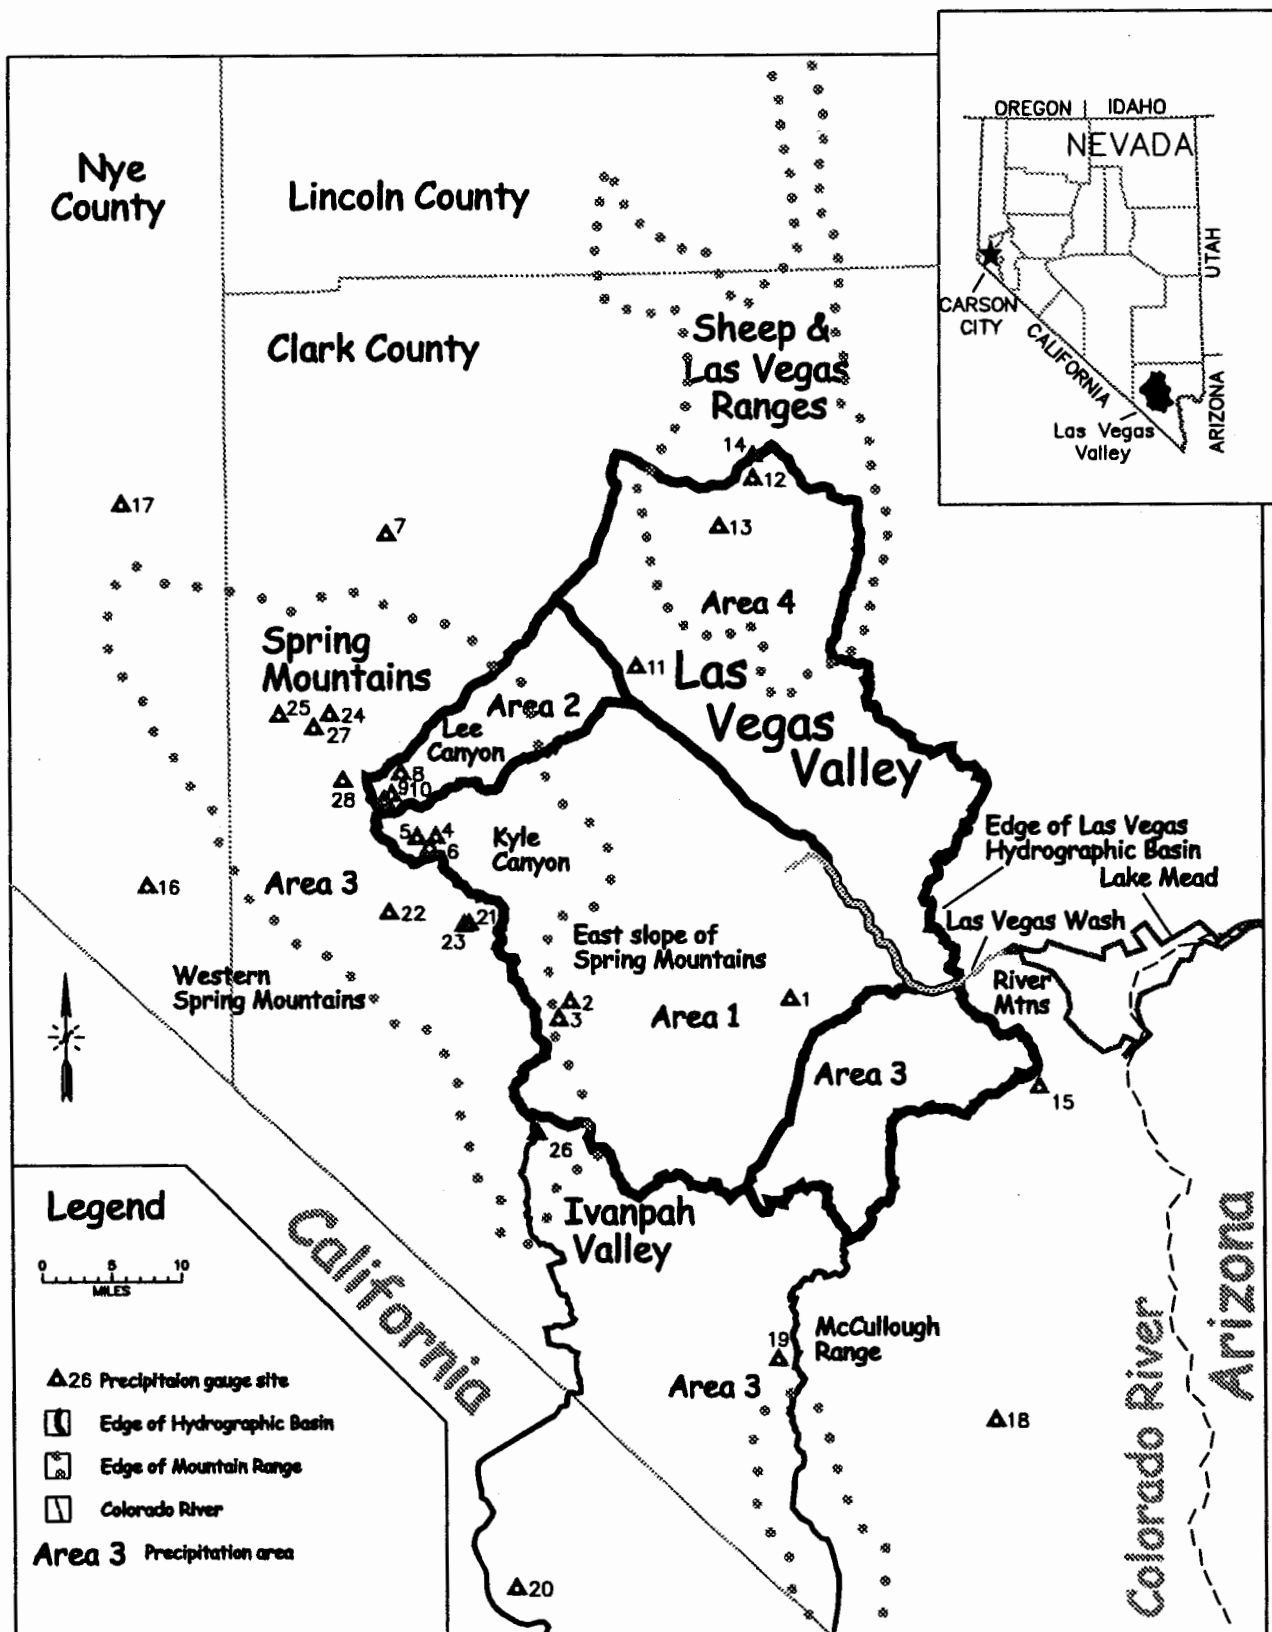 OREGON IDAHO
NEVADA
UTAH
CARSON
CITY
CALIFORNIA
ARIZONA
Las Vegas
Valley
Nye
County
Lincoln County
Clark County
Sheep &
Las Vegas
Ranges
14
12
17
7
13
Area 4
Spring
Mountains
11
Las
Vegas
Valley
25
24
27
Area 2
Lee
Canyon
8
28
9
10
5
4
6
Kyle
Canyon
Edge of Las Vegas
Hydrographic Basin
Lake Mead
16
Area 3
22
21
23
Las Vegas Wash
East slope of
Spring Mountains
Western
Spring Mountains
River
Mtns
2
3
Area 1
1
Area 3
15
26
Ivanpah
Valley
Legend
0 5 10
MILES
California
Arizona
Colorado River
McCullough
Range
19
Area 3
18
20
26 Precipitaion gauge site
Edge of Hydrographic Basin
Edge of Mountain Range
Colorado River
Area 3 Precipitation area